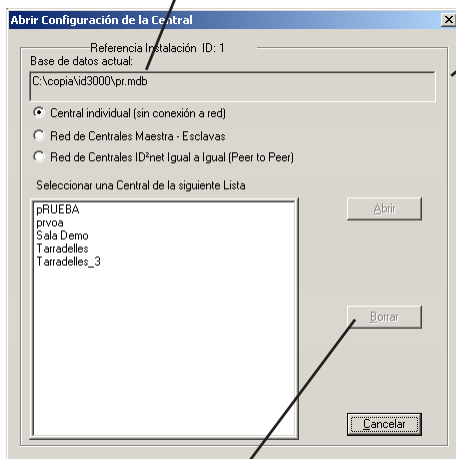 Abrir Configuración de la Central
Referencia Instalación ID: 1
Base de datos actual:
C:\copia\id3000\pr.mdb
Central individual (sin conexión a red)
Red de Centrales Maestra - Esclavas
Red de Centrales ID²net Igual a Igual (Peer to Peer)
Seleccionar una Central de la siguiente Lista
pRUEBA
prvoa
Sala Demo
Tarradelles
Tarradelles_3
Abrir
Borrar
Cancelar